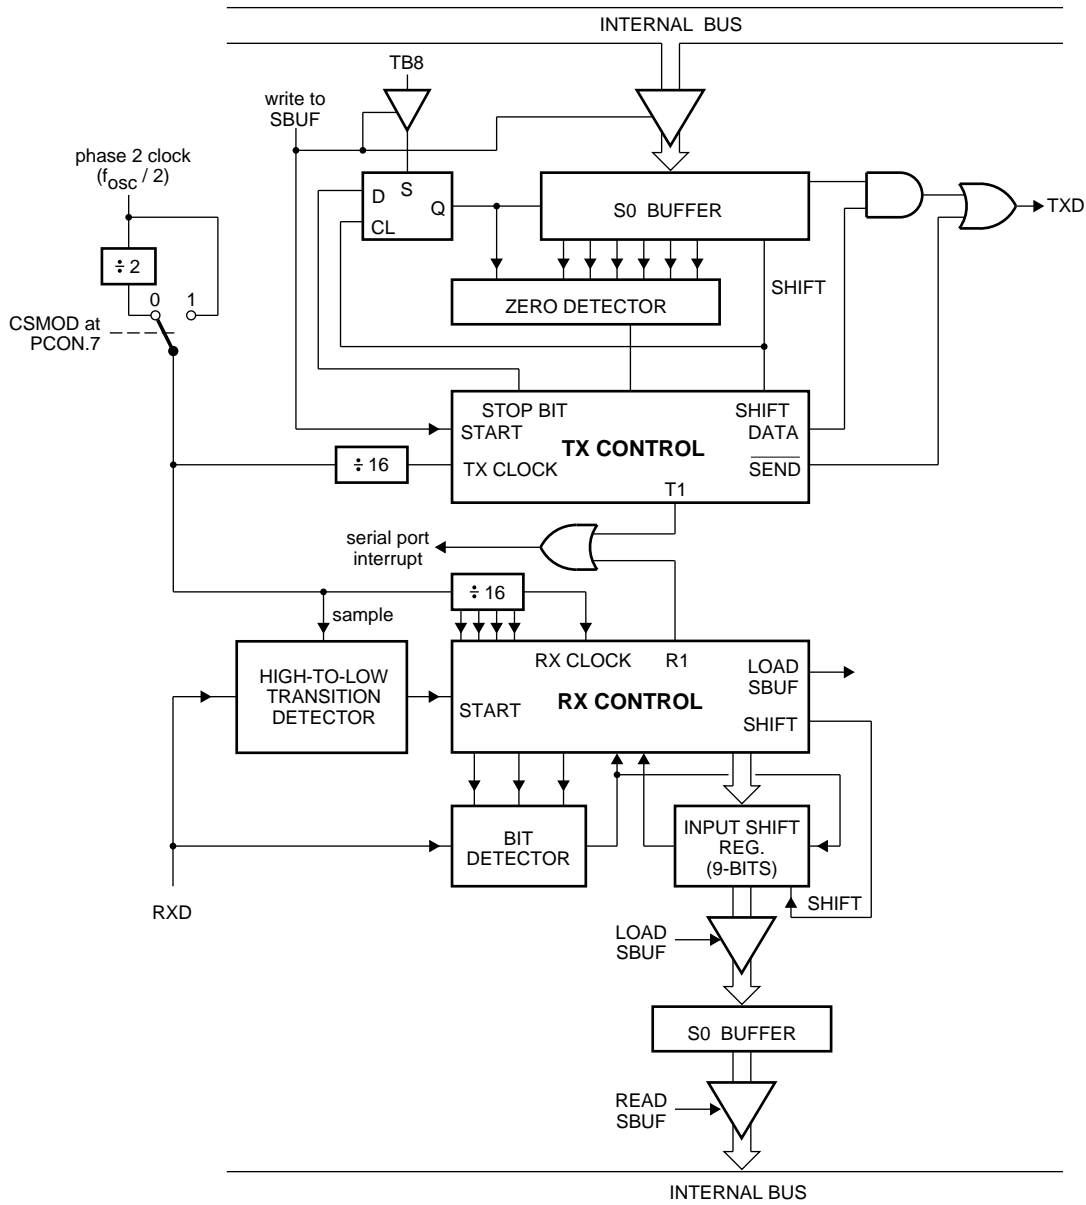 INTERNAL BUS
TB8
write to
SBUF
phase 2 clock
(fosc / 2)
D
S
Q
CL
S0 BUFFER
TXD
÷ 2
ZERO DETECTOR
SHIFT
0
1
CSMOD at
PCON.7
STOP BIT
SHIFT
START
TX CONTROL
DATA
÷ 16
TX CLOCK
SEND
T1
serial port
interrupt
÷ 16
sample
HIGH-TO-LOW
TRANSITION
DETECTOR
RX CLOCK
R1
LOAD
SBUF
START
RX CONTROL
SHIFT
BIT
DETECTOR
INPUT SHIFT
REG.
(9-BITS)
RXD
SHIFT
LOAD
SBUF
S0 BUFFER
READ
SBUF
INTERNAL BUS